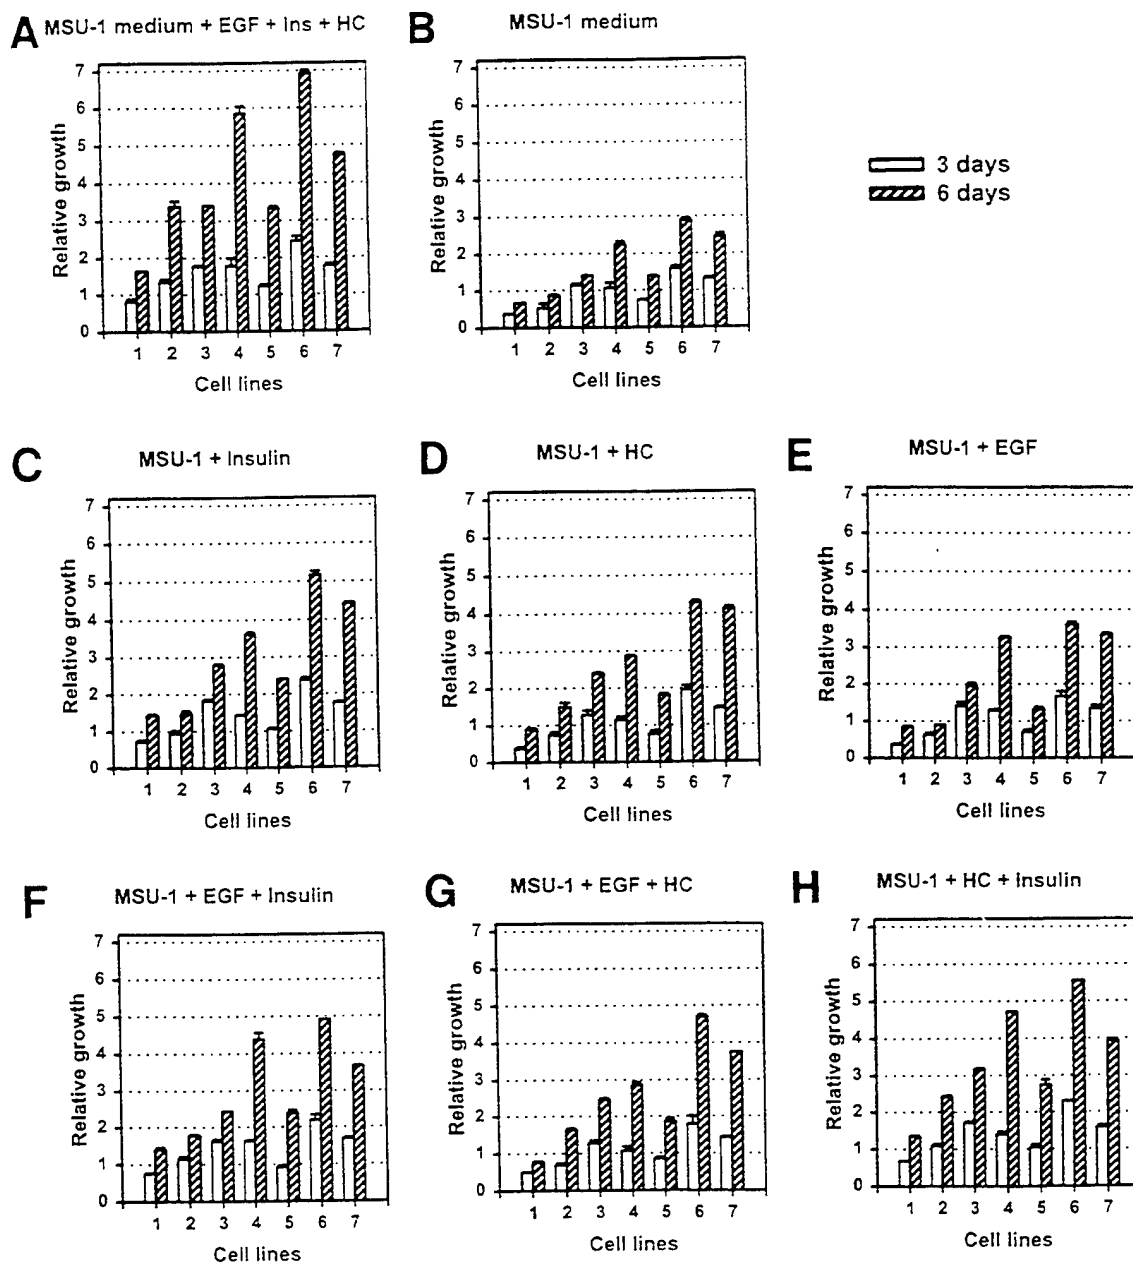 A MSU-1 medium + EGF + Ins + HC
Relative growth
7
6
5
4
3
2
1
0
1 2 3 4 5 6 7
Cell lines
B MSU-1 medium
Relative growth
7
6
5
4
3
2
1
0
1 2 3 4 5 6 7
Cell lines
3 days
6 days
C MSU-1 + Insulin
Relative growth
7
6
5
4
3
2
1
0
1 2 3 4 5 6 7
Cell lines
D MSU-1 + HC
Relative growth
7
6
5
4
3
2
1
0
1 2 3 4 5 6 7
Cell lines
E MSU-1 + EGF
Relative growth
7
6
5
4
3
2
1
0
1 2 3 4 5 6 7
Cell lines
F MSU-1 + EGF + Insulin
Relative growth
7
6
5
4
3
2
1
0
1 2 3 4 5 6 7
Cell lines
G MSU-1 + EGF + HC
Relative growth
7
6
5
4
3
2
1
0
1 2 3 4 5 6 7
Cell lines
H MSU-1 + HC + Insulin
Relative growth
7
6
5
4
3
2
1
0
1 2 3 4 5 6 7
Cell lines